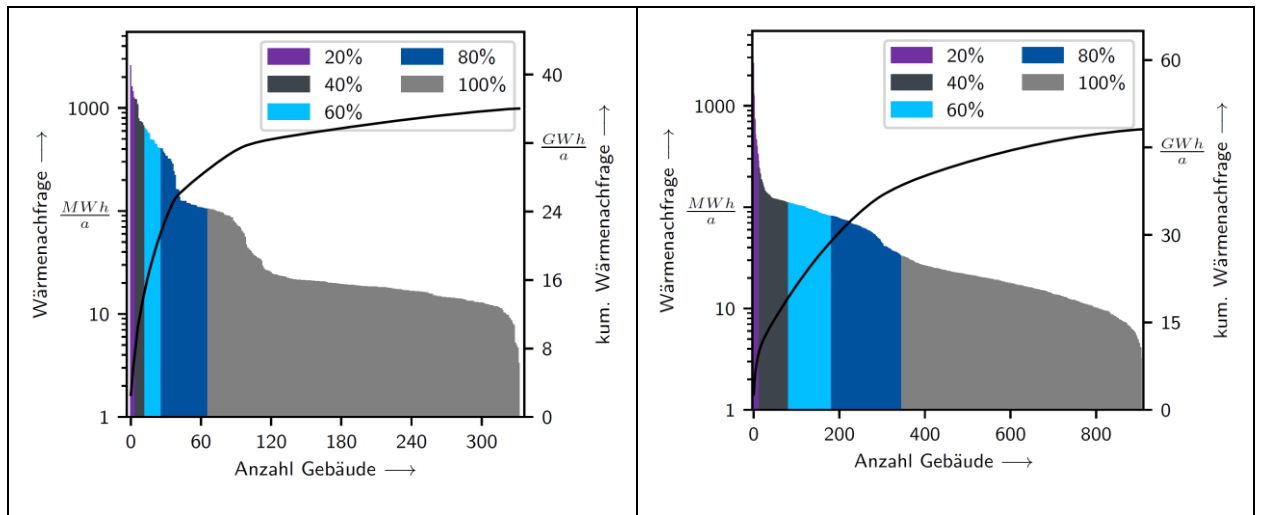 20%
40%
60%
80%
100%
1000
MWh
a
10
1
Wärmenachfrage →
40
GWh
a
24
16
8
0
kum. Wärmenachfrage →
0
60
120
180
240
300
Anzahl Gebäude →
20%
40%
60%
80%
100%
1000
MWh
a
10
1
Wärmenachfrage →
60
GWh
a
30
15
0
kum. Wärmenachfrage →
0
200
400
600
800
Anzahl Gebäude →